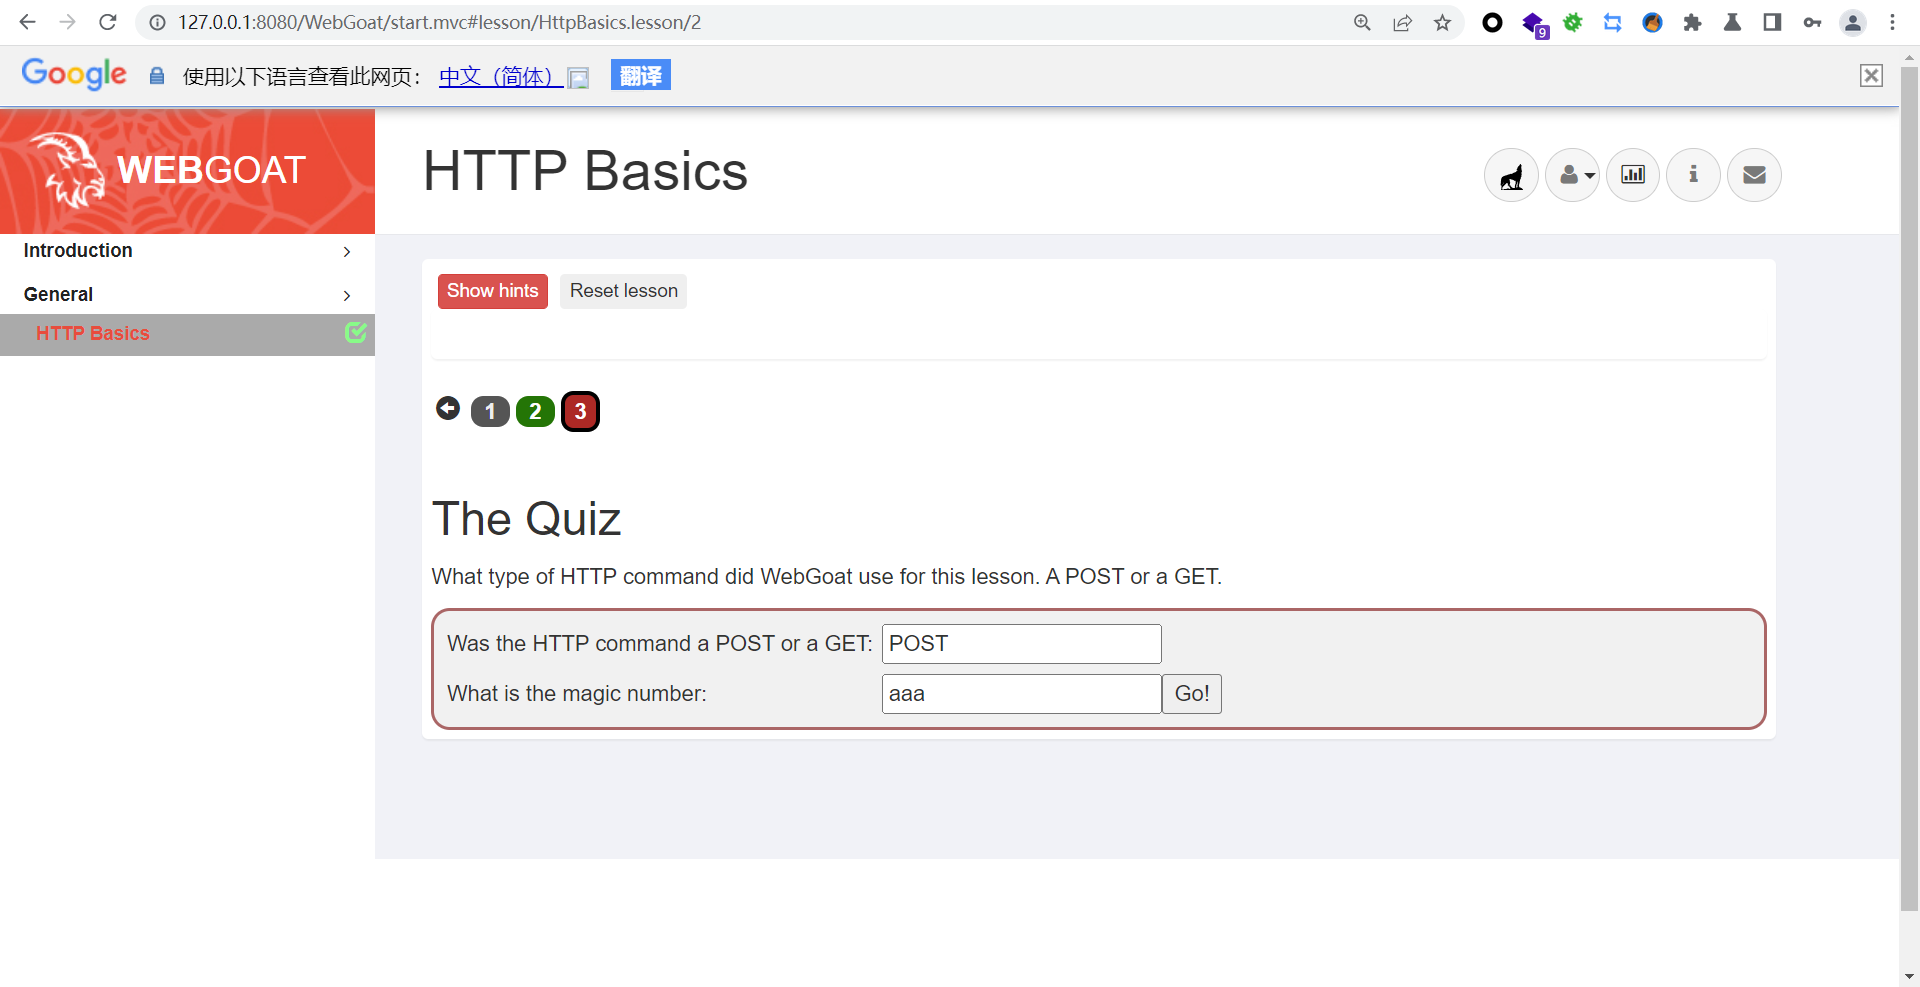 127.0.0.1:8080/WebGoat/start.mvc#lesson/HttpBasics.lesson/2
9
Google 使用以下语言查看此网页： 中文（简体） 翻译
WEBGOAT
HTTP Basics
Introduction
General
HTTP Basics
Show hints Reset lesson
1 2 3
The Quiz
What type of HTTP command did WebGoat use for this lesson. A POST or a GET.
Was the HTTP command a POST or a GET: POST
What is the magic number: aaa Go!